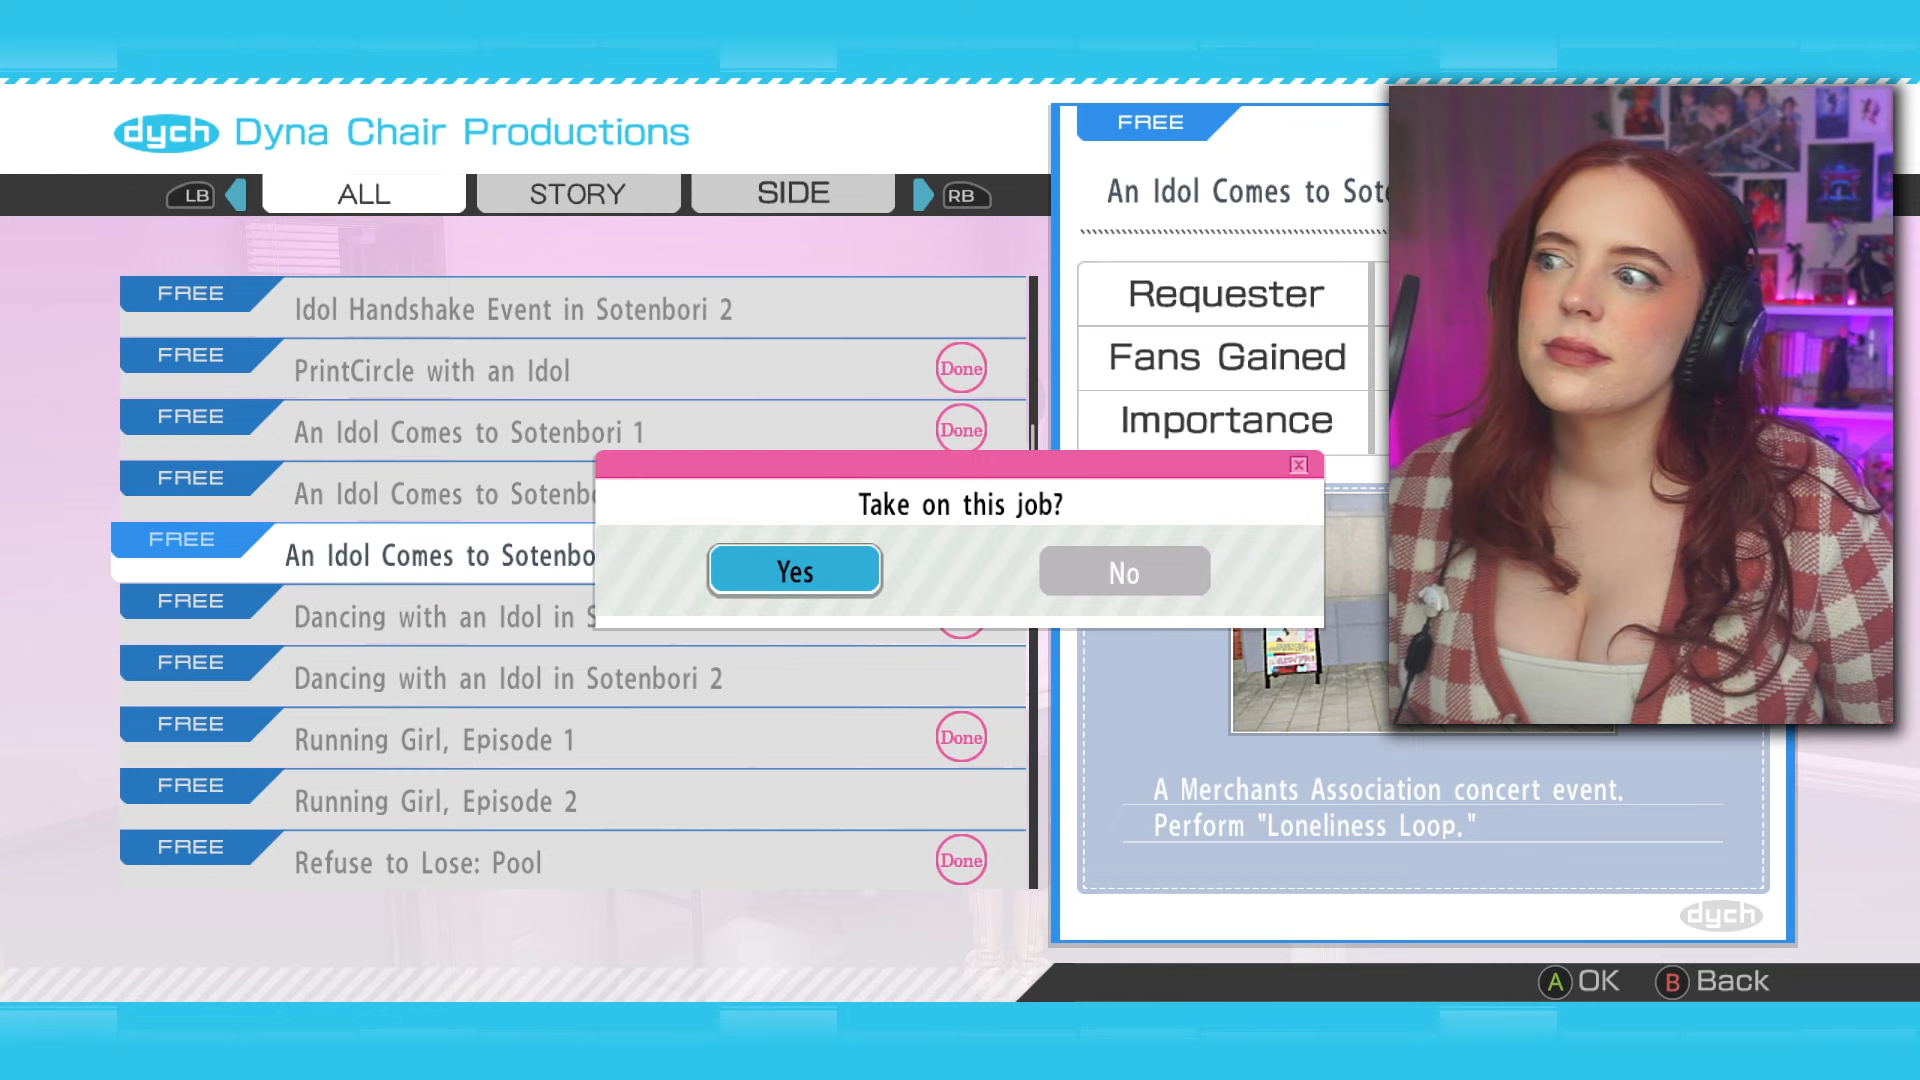 dych Dyna Chair Productions
LB ALL STORY SIDE RB
FREE
Idol Handshake Event in Sotenbori 2
FREE
PrintCircle with an Idol
Done
FREE
An Idol Comes to Sotenbori 1
Done
FREE
An Idol Comes to Sotenbo
FREE
An Idol Comes to Sotenbo
FREE
Dancing with an Idol in S
FREE
Dancing with an Idol in Sotenbori 2
FREE
Running Girl, Episode 1
Done
FREE
Running Girl, Episode 2
FREE
Refuse to Lose: Pool
Done
FREE
An Idol Comes to Sote
Requester
Fans Gained
Importance
Take on this job?
Yes
No
A Merchants Association concert event.
Perform "Loneliness Loop."
dych
A OK B Back